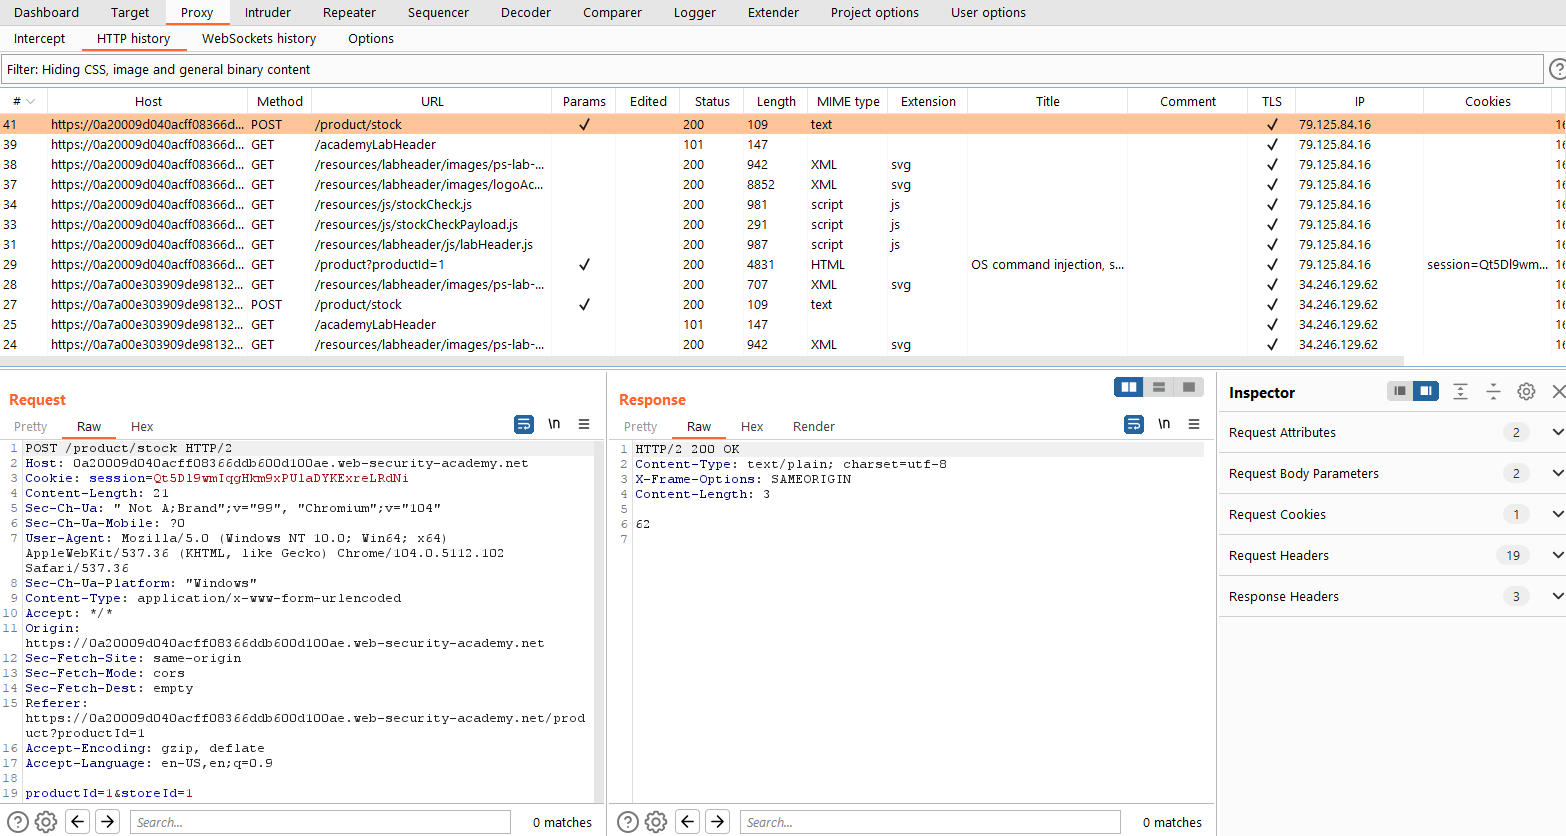 Dashboard Target Proxy Intruder Repeater Sequencer Decoder Comparer Logger Extender Project options User options
Intercept HTTP history WebSockets history Options
Filter: Hiding CSS, image and general binary content ?
# Host Method URL Params Edited Status Length MIME type Extension Title Comment TLS IP Cookies
41 https://0a20009d040acff08366d... POST /product/stock ✓ 200 109 text ✓ 79.125.84.16 16
39 https://0a20009d040acff08366d... GET /academyLabHeader 101 147 ✓ 79.125.84.16 16
38 https://0a20009d040acff08366d... GET /resources/labheader/images/ps-lab-... 200 942 XML svg ✓ 79.125.84.16 16
37 https://0a20009d040acff08366d... GET /resources/labheader/images/logoAc... 200 8852 XML svg ✓ 79.125.84.16 16
34 https://0a20009d040acff08366d... GET /resources/js/stockCheck.js 200 981 script js ✓ 79.125.84.16 16
33 https://0a20009d040acff08366d... GET /resources/js/stockCheckPayload.js 200 291 script js ✓ 79.125.84.16 16
31 https://0a20009d040acff08366d... GET /resources/labheader/js/labHeader.js 200 987 script js ✓ 79.125.84.16 16
29 https://0a20009d040acff08366d... GET /product?productId=1 ✓ 200 4831 HTML OS command injection, s... ✓ 79.125.84.16 session=Qt5Dl9wm... 16
28 https://0a7a00e303909de98132... GET /resources/labheader/images/ps-lab-... 200 707 XML svg ✓ 34.246.129.62 16
27 https://0a7a00e303909de98132... POST /product/stock ✓ 200 109 text ✓ 34.246.129.62 16
25 https://0a7a00e303909de98132... GET /academyLabHeader 101 147 ✓ 34.246.129.62 16
24 https://0a7a00e303909de98132... GET /resources/labheader/images/ps-lab-... 200 942 XML svg ✓ 34.246.129.62 16
Request
Pretty Raw Hex \n
1 POST /product/stock HTTP/2
2 Host: 0a20009d040acff08366ddb600d100ae.web-security-academy.net
3 Cookie: session=Qt5Dl9wmIqgHkm9xPUlaDYKExreLRdNi
4 Content-Length: 21
5 Sec-Ch-Ua: " Not A;Brand";v="99", "Chromium";v="104"
6 Sec-Ch-Ua-Mobile: ?0
7 User-Agent: Mozilla/5.0 (Windows NT 10.0; Win64; x64)
AppleWebKit/537.36 (KHTML, like Gecko) Chrome/104.0.5112.102
Safari/537.36
8 Sec-Ch-Ua-Platform: "Windows"
9 Content-Type: application/x-www-form-urlencoded
10 Accept: */*
11 Origin:
https://0a20009d040acff08366ddb600d100ae.web-security-academy.net
12 Sec-Fetch-Site: same-origin
13 Sec-Fetch-Mode: cors
14 Sec-Fetch-Dest: empty
15 Referer:
https://0a20009d040acff08366ddb600d100ae.web-security-academy.net/prod
uct?productId=1
16 Accept-Encoding: gzip, deflate
17 Accept-Language: en-US,en;q=0.9
18
19 productId=1&storeId=1
? Search... 0 matches
Response
Pretty Raw Hex Render \n
1 HTTP/2 200 OK
2 Content-Type: text/plain; charset=utf-8
3 X-Frame-Options: SAMEORIGIN
4 Content-Length: 3
5
6 62
7
? Search... 0 matches
Inspector
Request Attributes 2
Request Body Parameters 2
Request Cookies 1
Request Headers 19
Response Headers 3